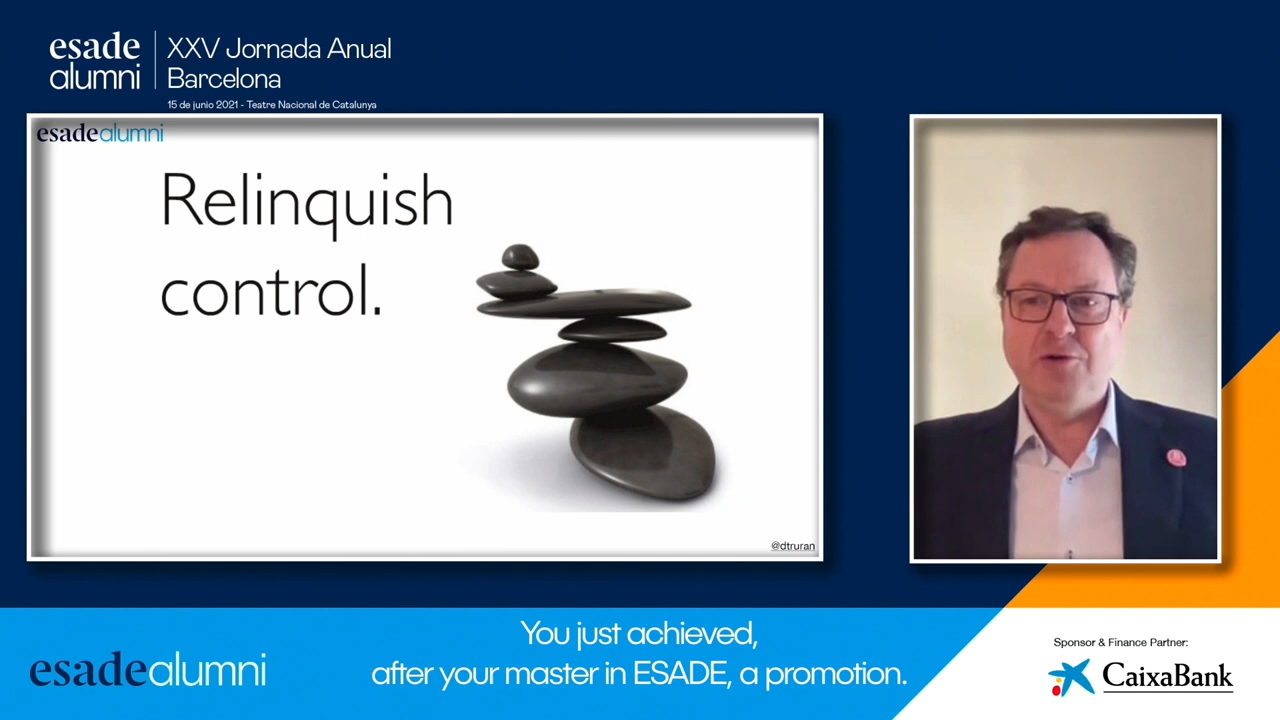 esade
alumni
XXV Jornada Anual
Barcelona
15 de junio 2021 - Teatre Nacional de Catalunya
esadealumni
Relinquish
control.
@dtruran
You just achieved,
after your master in ESADE, a promotion.
esadealumni
Sponsor & Finance Partner:
CaixaBank